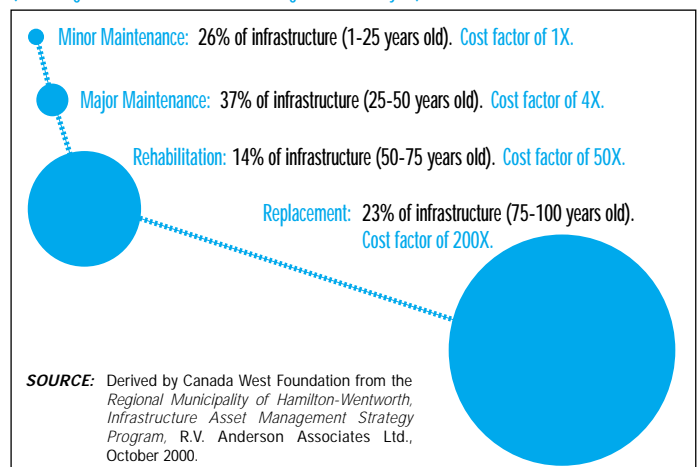 Minor Maintenance: 26% of infrastructure (1-25 years old). Cost factor of 1X.
Major Maintenance: 37% of infrastructure (25-50 years old). Cost factor of 4X.
Rehabilitation: 14% of infrastructure (50-75 years old). Cost factor of 50X.
Replacement: 23% of infrastructure (75-100 years old).
Cost factor of 200X.
SOURCE: Derived by Canada West Foundation from the
Regional Municipality of Hamilton-Wentworth,
Infrastructure Asset Management Strategy
Program, R.V. Anderson Associates Ltd.,
October 2000.